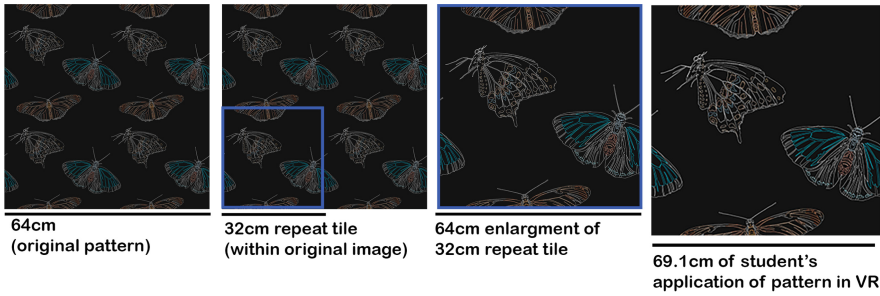 64cm
(original pattern)
32cm repeat tile
(within original image)
64cm enlargment of
32cm repeat tile
69.1cm of student's
application of pattern in VR